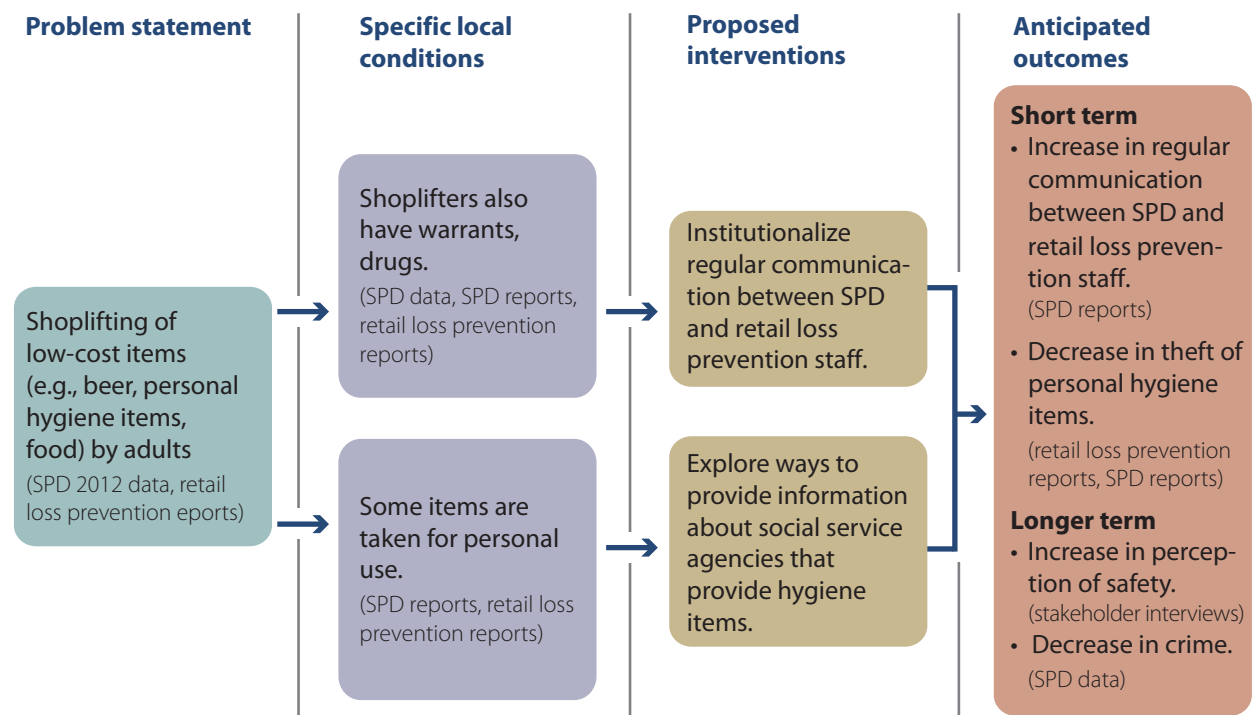 Problem statement
Specific local
conditions
Proposed
interventions
Anticipated
outcomes
Shoplifting of
low-cost items
(e.g., beer, personal
hygiene items,
food) by adults
(SPD 2012 data, retail
loss prevention eports)
Shoplifters also
have warrants,
drugs.
(SPD data, SPD reports,
retail loss prevention
reports)
Some items are
taken for personal
use.
(SPD reports, retail loss
prevention reports)
Institutionalize
regular communica-
tion between SPD
and retail loss
prevention staff.
Explore ways to
provide information
about social service
agencies that
provide hygiene
items.
Short term
• Increase in regular
communication
between SPD and
retail loss preven-
tion staff.
(SPD reports)
• Decrease in theft of
personal hygiene
items.
(retail loss prevention
reports, SPD reports)
Longer term
• Increase in percep-
tion of safety.
(stakeholder interviews)
• Decrease in crime.
(SPD data)